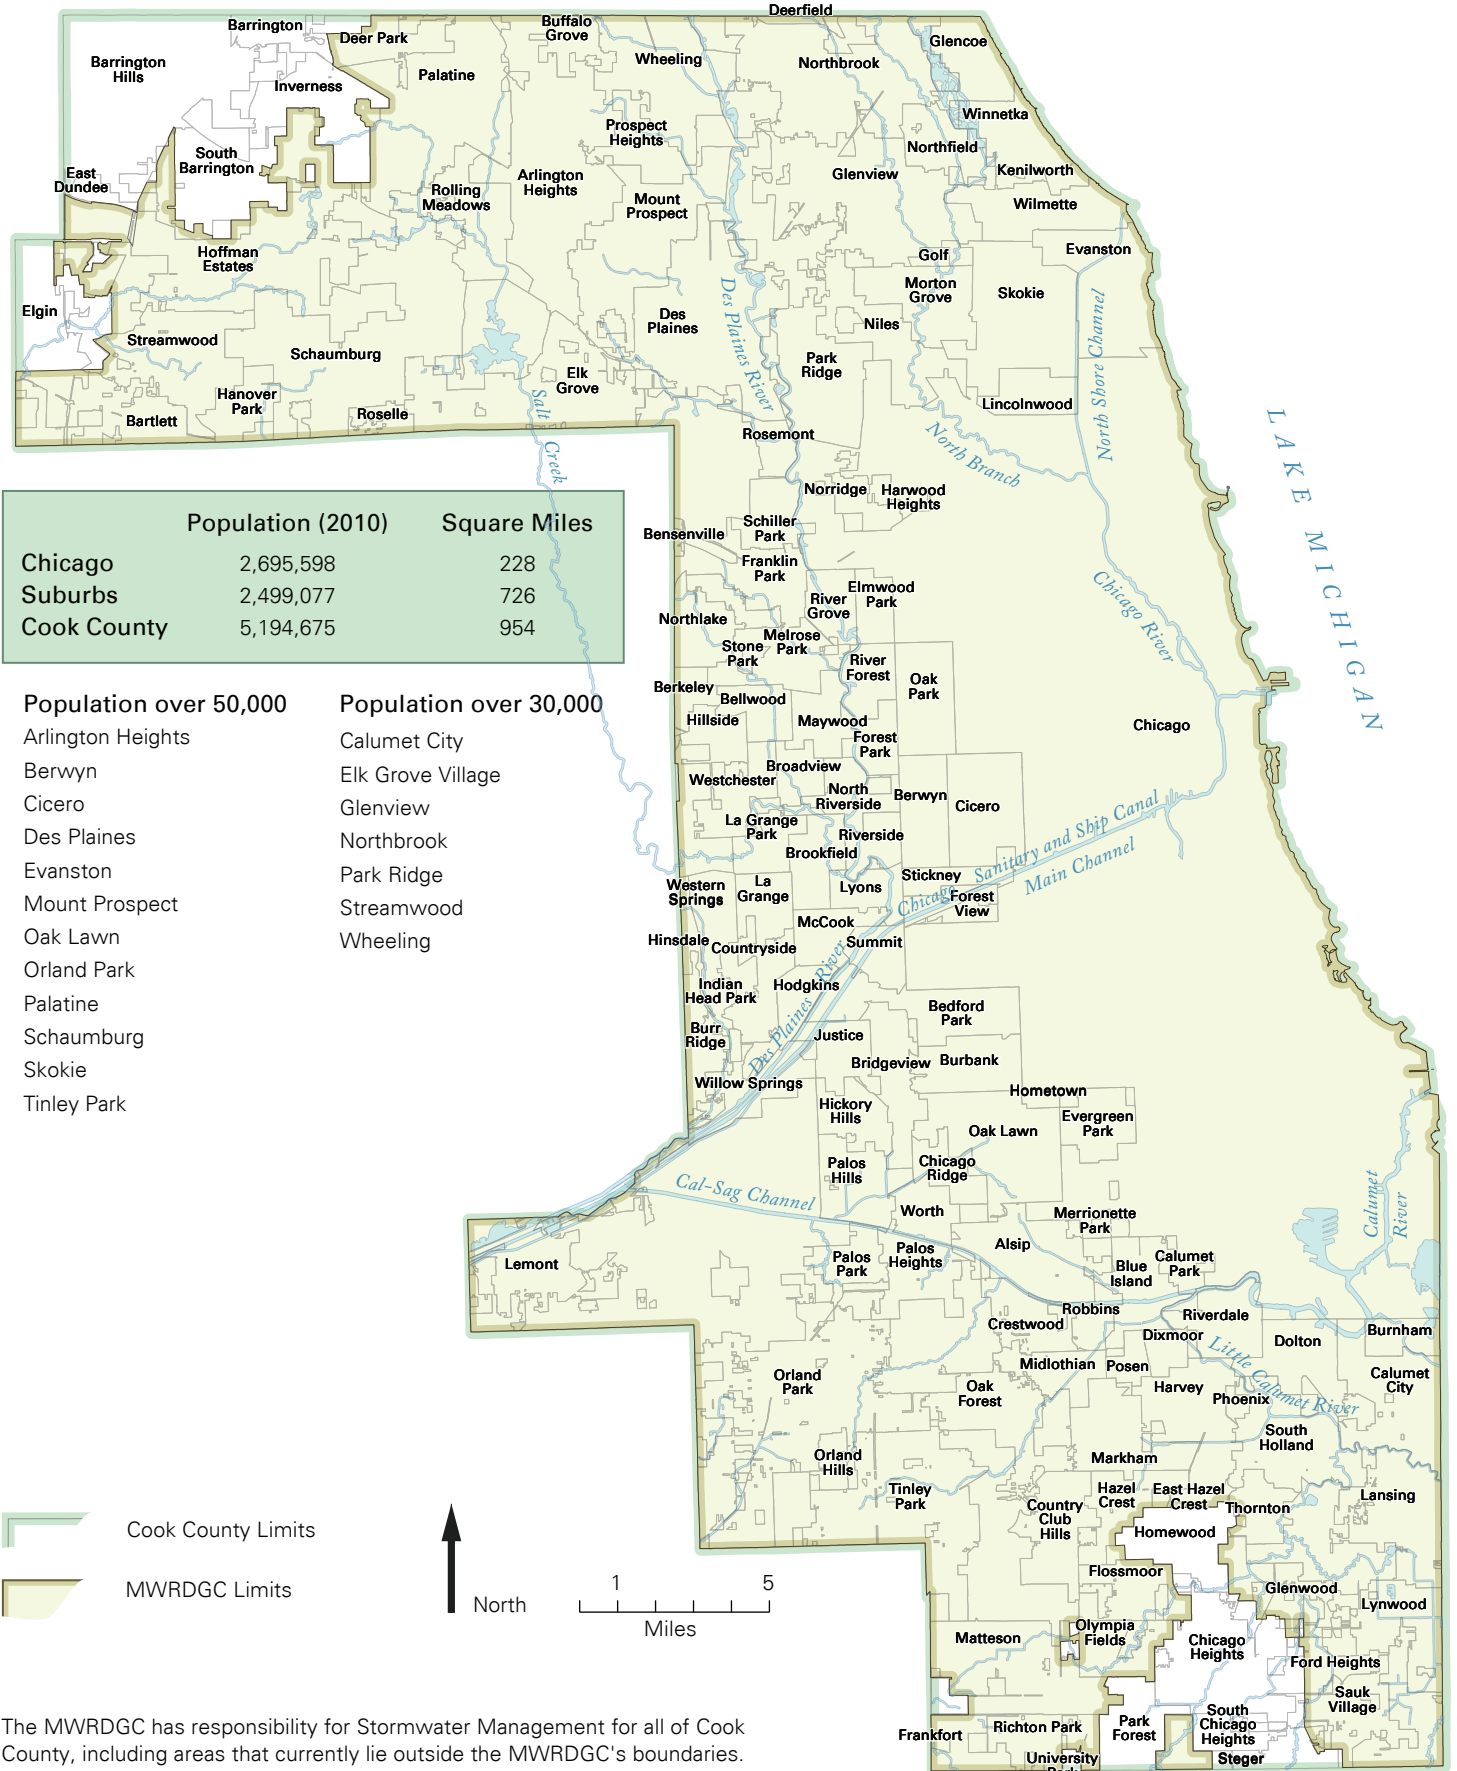 Deerfield
Barrington
Buffalo
Grove
Deer Park
Glencoe
Wheeling
Northbrook
Barrington
Hills
Palatine
Inverness
Winnetka
Prospect
Heights
Northfield
South
Barrington
Kenilworth
East
Dundee
Arlington
Heights
Glenview
Rolling
Meadows
Mount
Prospect
Wilmette
Hoffman
Estates
Evanston
Golf
Morton
Grove
Skokie
Elgin
Des
Plaines
Des Plaines River
Niles
North Shore Channel
Streamwood
Schaumburg
Park
Ridge
Elk
Grove
Hanover
Park
Salt Creek
Lincolnwood
Bartlett
Roselle
Rosemont
North Branch
LAKE MICHIGAN
Norridge
Harwood
Heights
Population (2010) Square Miles
Chicago 2,695,598 228
Suburbs 2,499,077 726
Cook County 5,194,675 954
Bensenville
Schiller
Park
Franklin
Park
Elmwood
Park
River
Grove
Chicago River
Northlake
Melrose
Park
Stone
Park
River
Forest
Oak
Park
Berkeley
Bellwood
Hillside
Maywood
Chicago
Forest
Park
Broadview
Westchester
North
Riverside
Berwyn
Cicero
La Grange
Park
Riverside
Brookfield
Chicago Sanitary and Ship Canal
Main Channel
Stickney
Western
Springs
La
Grange
Lyons
Forest
View
McCook
Hinsdale
Countryside
Summit
Indian
Head Park
Hodgkins
Des Plaines River
Bedford
Park
Burr
Ridge
Justice
Bridgeview
Burbank
Willow Springs
Hometown
Hickory
Hills
Evergreen
Park
Oak Lawn
Palos
Hills
Chicago
Ridge
Cal-Sag Channel
Worth
Merrionette
Park
Calumet
River
Alsip
Palos
Park
Palos
Heights
Lemont
Blue
Island
Calumet
Park
Robbins
Riverdale
Crestwood
Dixmoor
Dolton
Burnham
Little Calumet River
Midlothian
Posen
Orland
Park
Oak
Forest
Harvey
Phoenix
Calumet
City
South
Holland
Orland
Hills
Markham
Tinley
Park
Hazel
Crest
East Hazel
Crest
Country
Club
Hills
Thornton
Lansing
Homewood
Flossmoor
Glenwood
Lynwood
Matteson
Olympia
Fields
Chicago
Heights
Ford Heights
Sauk
Village
Frankfort
Richton Park
Park
Forest
South
Chicago
Heights
University
Park
Steger
Population over 50,000
Arlington Heights
Berwyn
Cicero
Des Plaines
Evanston
Mount Prospect
Oak Lawn
Orland Park
Palatine
Schaumburg
Skokie
Tinley Park
Population over 30,000
Calumet City
Elk Grove Village
Glenview
Northbrook
Park Ridge
Streamwood
Wheeling
Cook County Limits
MWRDGC Limits
North
1 5
Miles
The MWRDGC has responsibility for Stormwater Management for all of Cook
County, including areas that currently lie outside the MWRDGC's boundaries.